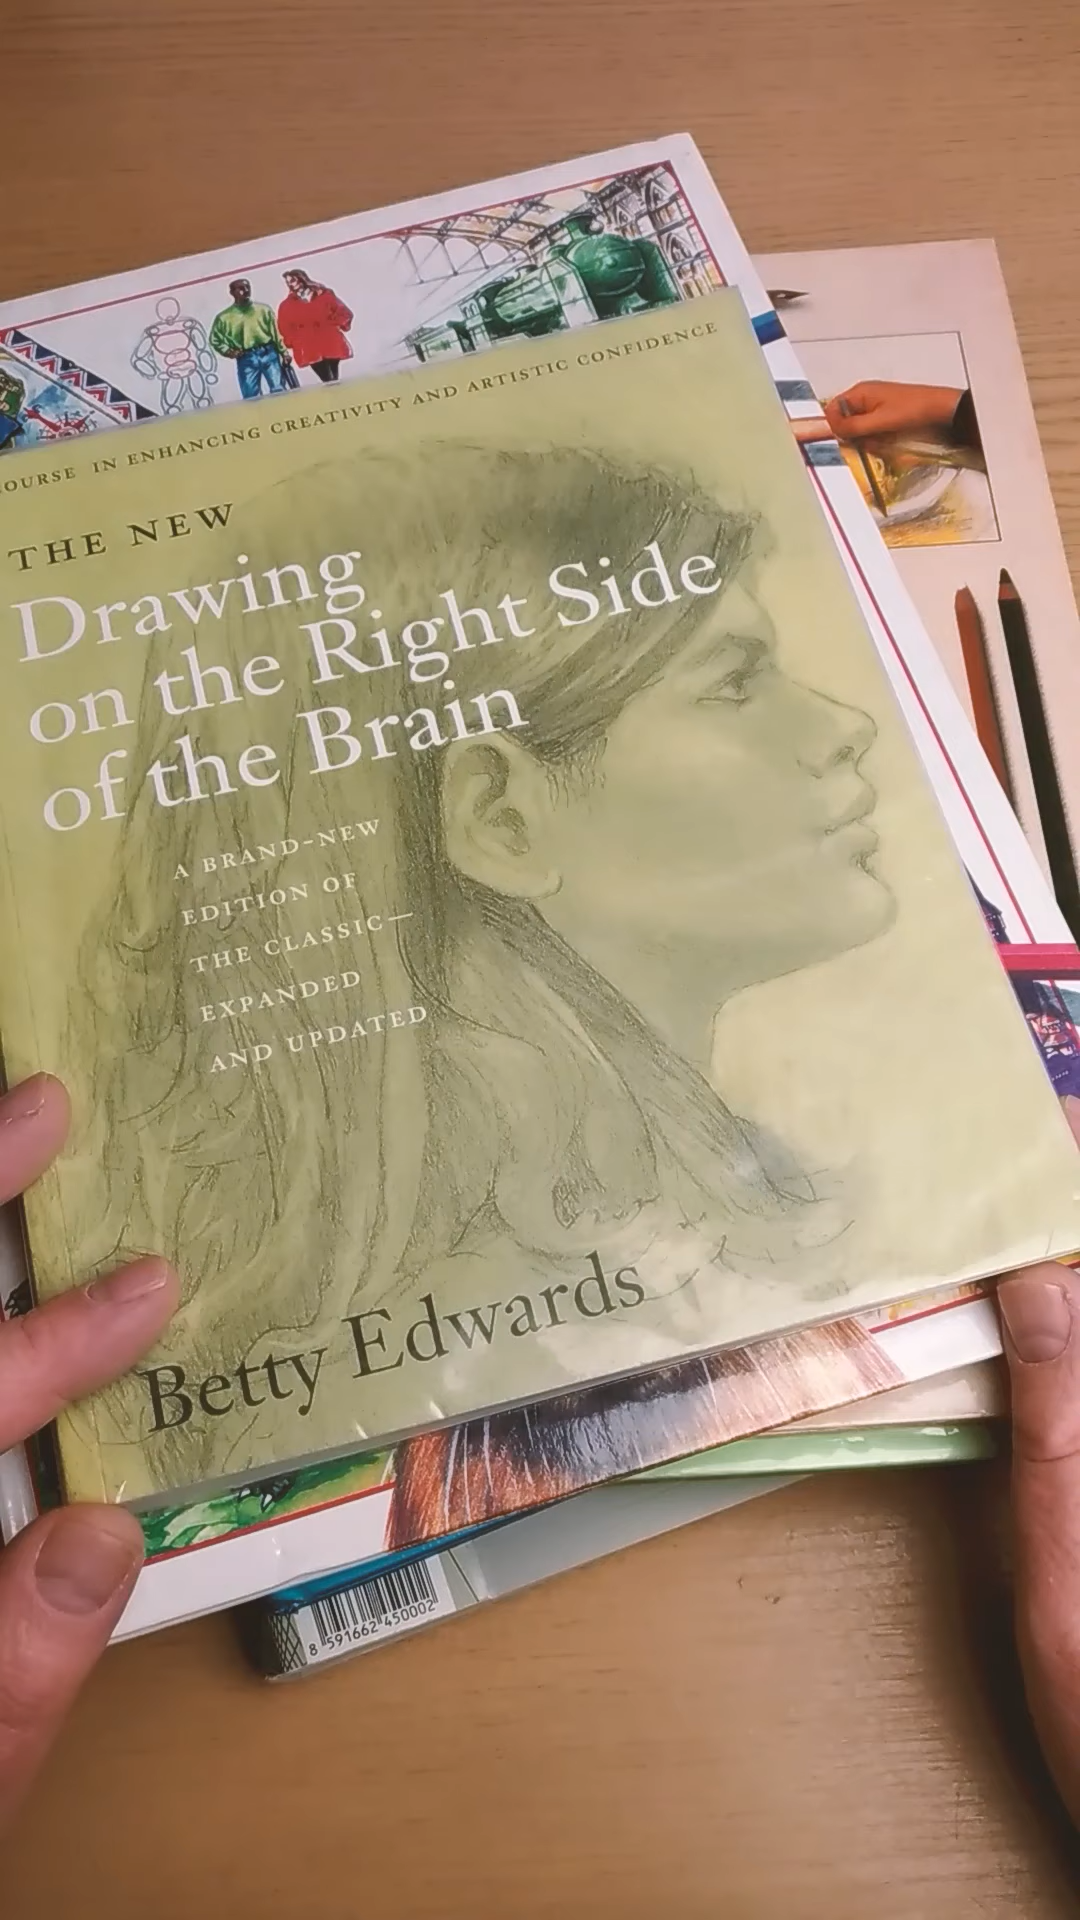 COURSE IN ENHANCING CREATIVITY AND ARTISTIC CONFIDENCE
THE NEW
Drawing
on the Right Side
of the Brain
A BRAND-NEW
EDITION OF
THE CLASSIC—
EXPANDED
AND UPDATED
Betty Edwards
8 591662 450002